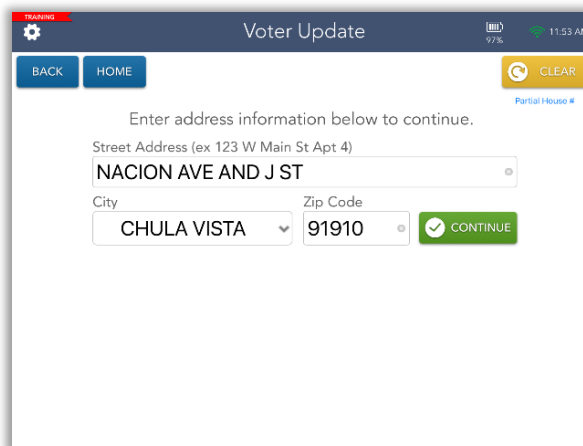 TRAINING
Voter Update
97%
11:53 AM
BACK
HOME
CLEAR
Partial House #
Enter address information below to continue.
Street Address (ex 123 W Main St Apt 4)
NACION AVE AND J ST
City
Zip Code
CHULA VISTA
91910
CONTINUE